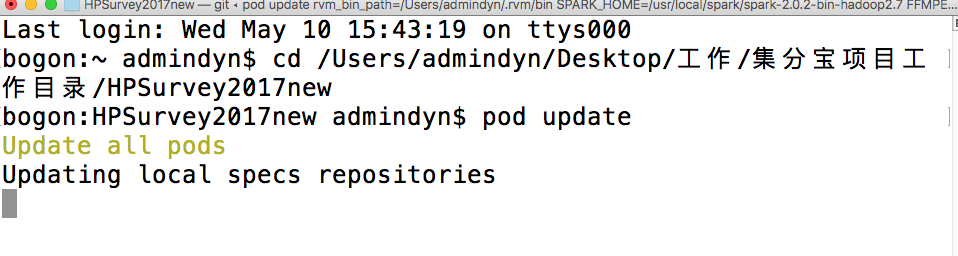 HPSurvey2017new — git ◂ pod update rvm_bin_path=/Users/admindyn/.rvm/bin SPARK_HOME=/usr/local/spark/spark-2.0.2-bin-hadoop2.7 FFMPE...
Last login: Wed May 10 15:43:19 on ttys000
[bogon:~ admindyn$ cd /Users/admindyn/Desktop/工作/集分宝项目工]
作目录/HPSurvey2017new
[bogon:HPSurvey2017new admindyn$ pod update]
Update all pods
Updating local specs repositories